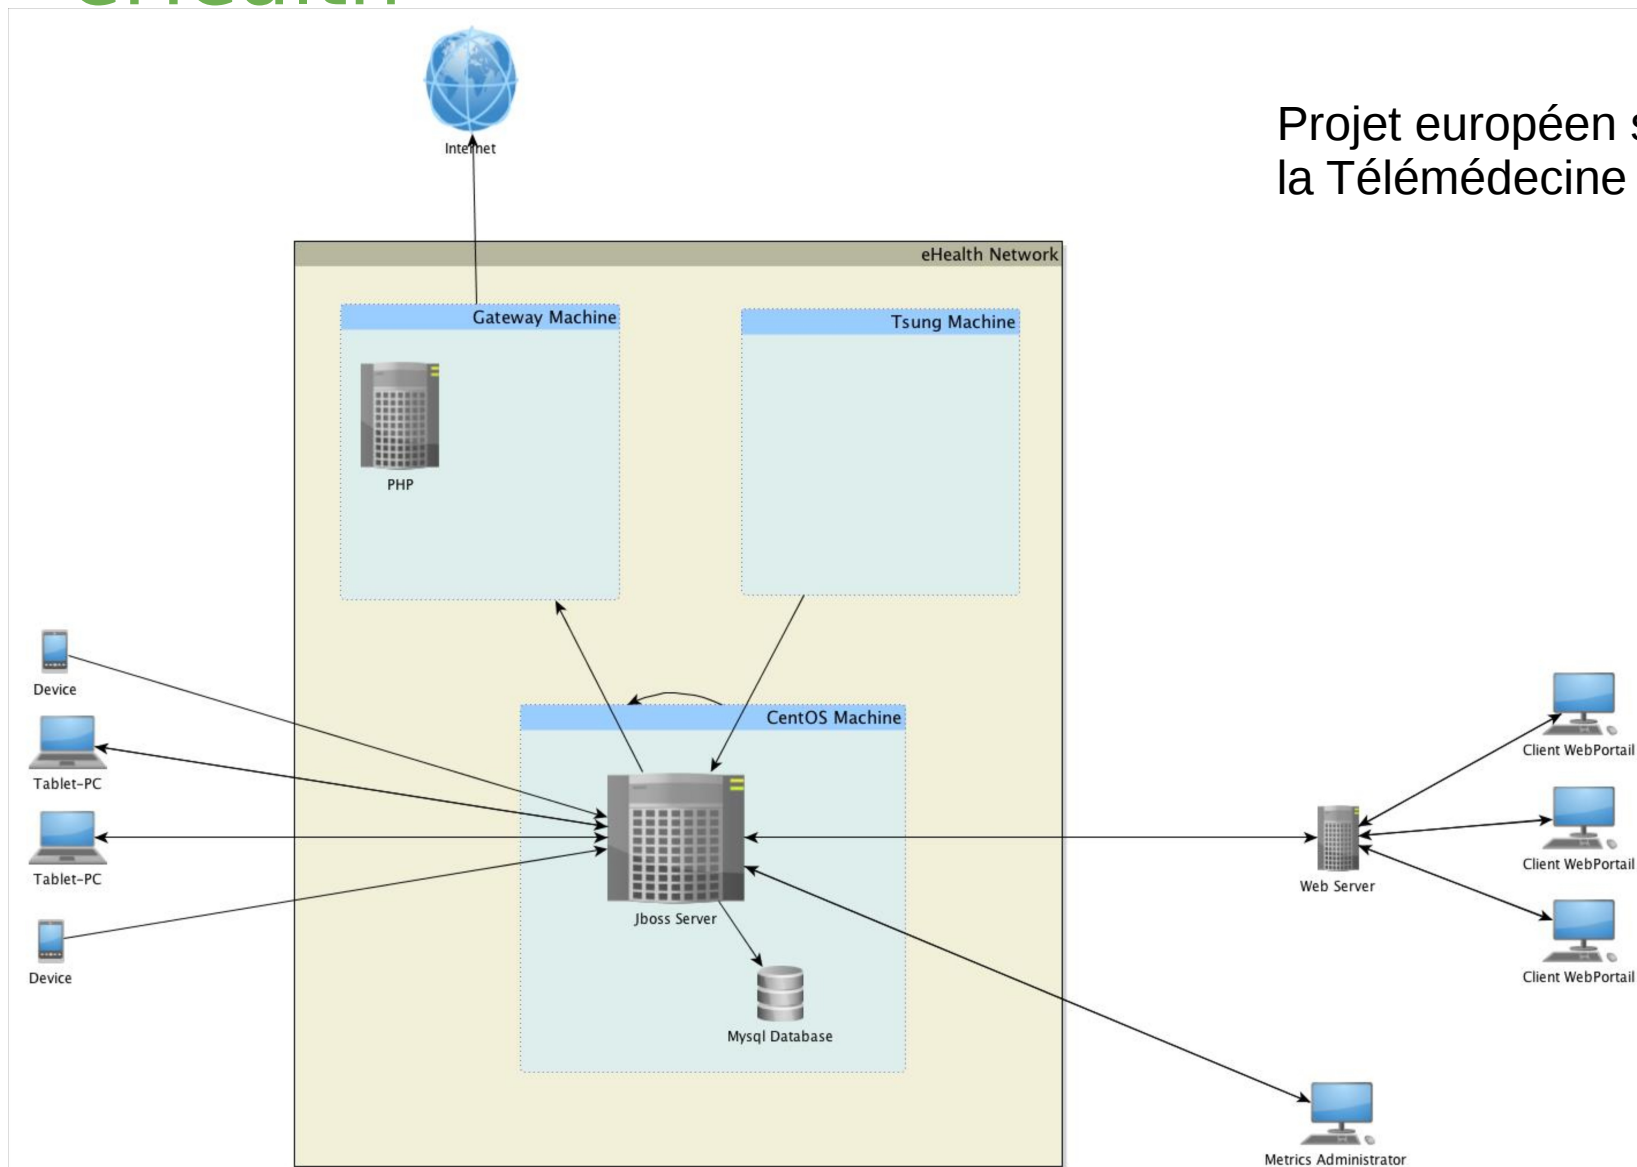 eHealth
Projet européen s
la Télémédecine
Internet
eHealth Network
Gateway Machine
Tsung Machine
PHP
Device
Tablet-PC
Tablet-PC
Device
CentOS Machine
Jboss Server
Mysql Database
Web Server
Client WebPortail
Client WebPortail
Client WebPortail
Metrics Administrator